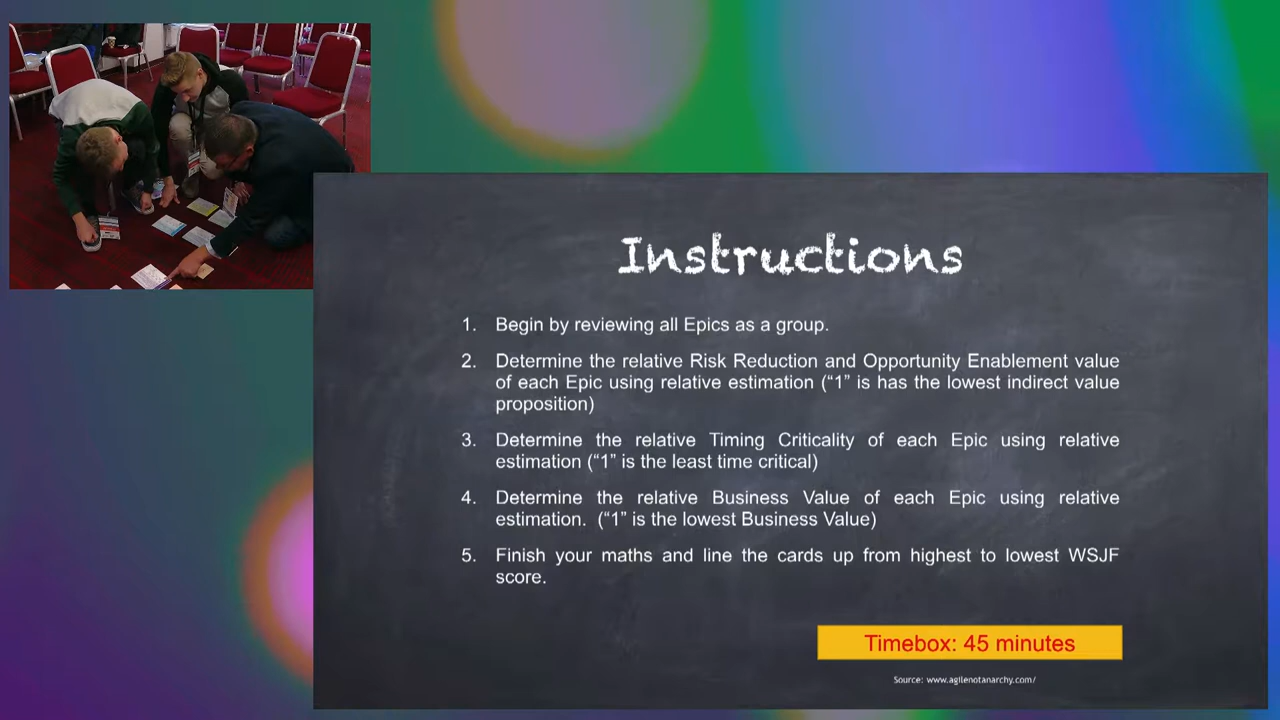 Instructions
1. Begin by reviewing all Epics as a group.
2. Determine the relative Risk Reduction and Opportunity Enablement value
of each Epic using relative estimation (“1” is has the lowest indirect value
proposition)
3. Determine the relative Timing Criticality of each Epic using relative
estimation (“1” is the least time critical)
4. Determine the relative Business Value of each Epic using relative
estimation. (“1” is the lowest Business Value)
5. Finish your maths and line the cards up from highest to lowest WSJF
score.
Timebox: 45 minutes
Source: www.agilenotanarchy.com/